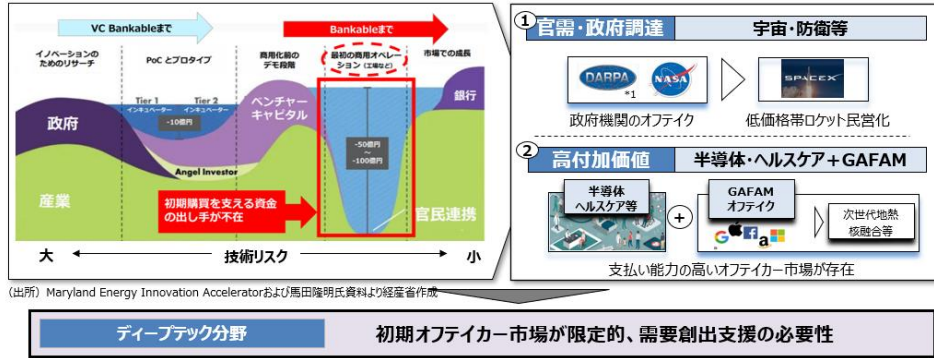 VC Bankableまで
Bankableまで
イノベーションの
ためのリサーチ
PoC とプロタイプ
商用化前の
デモ段階
最初の商用オペレー
ション(工場など)
市場での成長
Tier 1
インキュベーター
Tier 2
インキュベーター
-10億円
政府
ベンチャー
キャピタル
銀行
-50億円
~
-100億円
Angel Investor
産業
初期購買を支える資金
の出し手が不在
官民連携
大
技術リスク
小
(出所) Maryland Energy Innovation Acceleratorおよび馬田隆明氏資料より経産省作成
① 官需・政府調達
宇宙・防衛等
DARPA
*1
NASA
SPACEX
政府機関のオフテイク
低価格帯ロケット民営化
② 高付加価値
半導体・ヘルスケア+GAFAM
半導体
ヘルスケア等
+
GAFAM
オフテイク
G
f
a
次世代地熱
核融合等
支払い能力の高いオフテイカー市場が存在
ディープテック分野
初期オフテイカー市場が限定的、需要創出支援の必要性